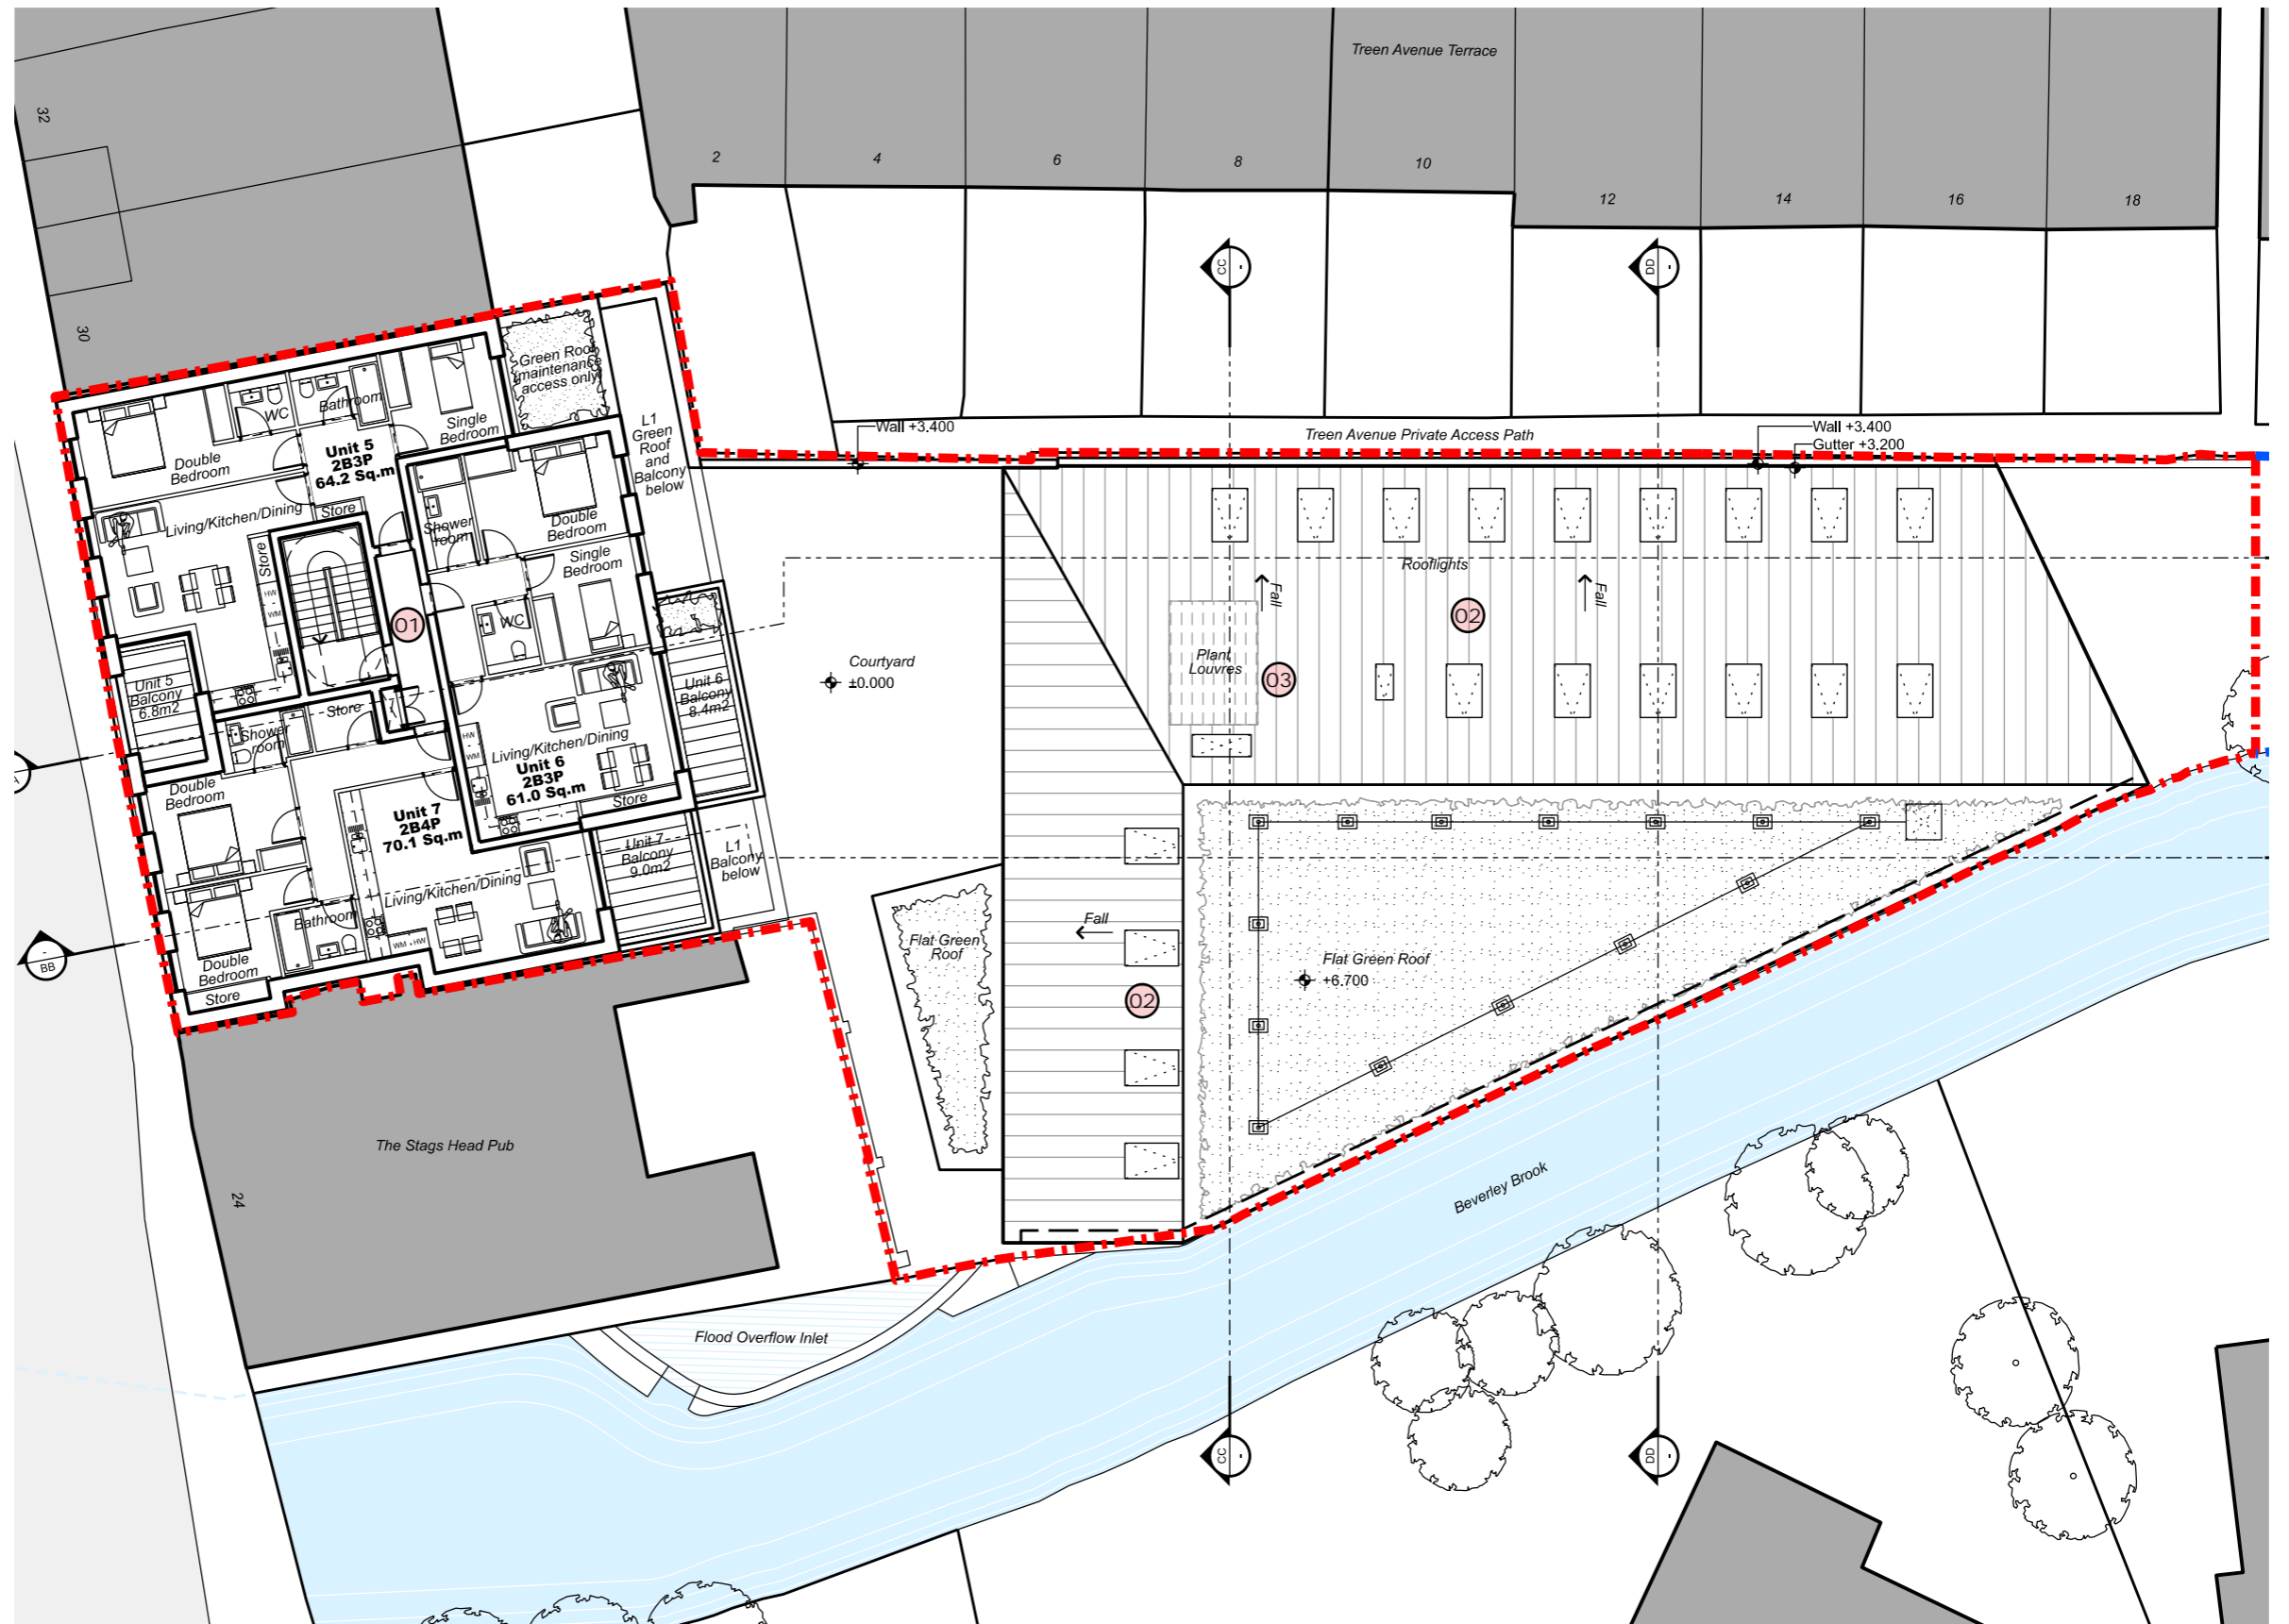 Treen Avenue Terrace
32
2
4
6
8
10
12
14
16
18
30
CC
DD
Green Roof
maintenance
access only
WC
Bathroom
Single
Bedroom
Double
Bedroom
Unit 5
2B3P
64.2 Sq.m
L1
Green
Roof
and
Balcony
below
Wall +3.400
Treen Avenue Private Access Path
Wall +3.400
Gutter +3.200
Living/Kitchen/Dining
Store
Store
HW
WM
Shower
room
Double
Bedroom
Single
Bedroom
WC
01
Rooflights
Fall
Fall
02
Plant
Louvres
03
Courtyard
±0.000
Unit 5
Balcony
6.8m2
Unit 6
Balcony
8.4m2
Store
Shower
room
HW
WM
Living/Kitchen/Dining
Unit 6
2B3P
61.0 Sq.m
Store
Double
Bedroom
Unit 7
2B4P
70.1 Sq.m
Unit 7
Balcony
9.0m2
L1
Balcony
below
Living/Kitchen/Dining
Bathroom
WM
HW
Double
Bedroom
Store
BB
Fall
Flat Green
Roof
02
Flat Green Roof
+6.700
The Stags Head Pub
24
Beverley Brook
Flood Overflow Inlet
CC
DD